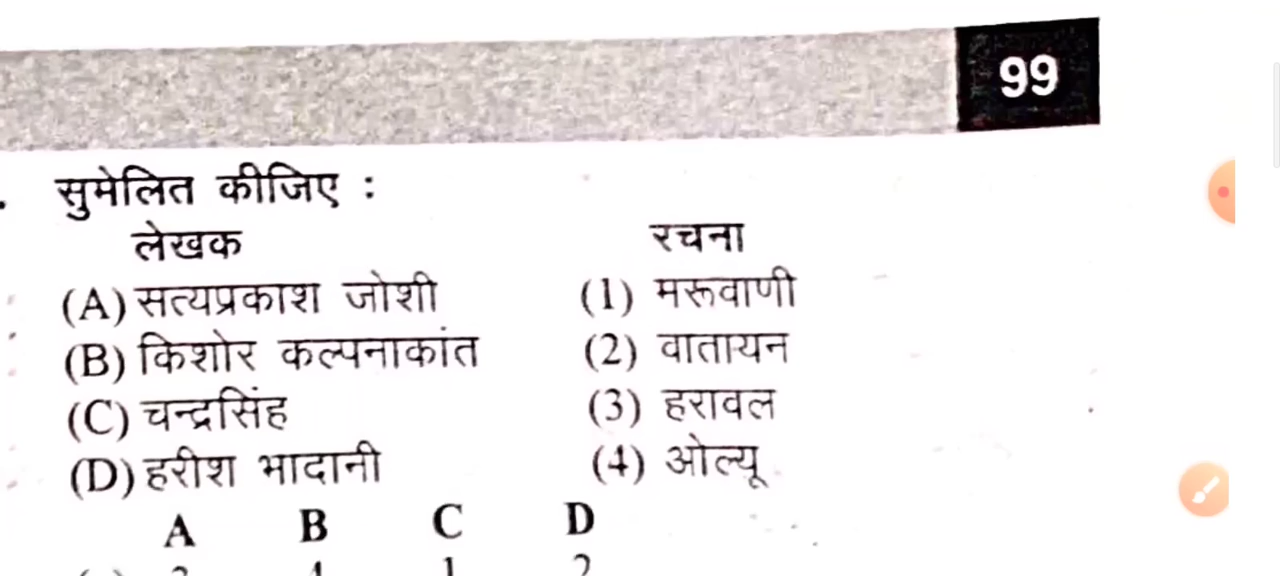 99
. सुमेलित कीजिए :
लेखक रचना
(A) सत्यप्रकाश जोशी (1) मरूवाणी
(B) किशोर कल्पनाकांत (2) वातायन
(C) चन्द्रसिंह (3) हरावल
(D) हरीश भादानी (4) ओल्यू
A B C D